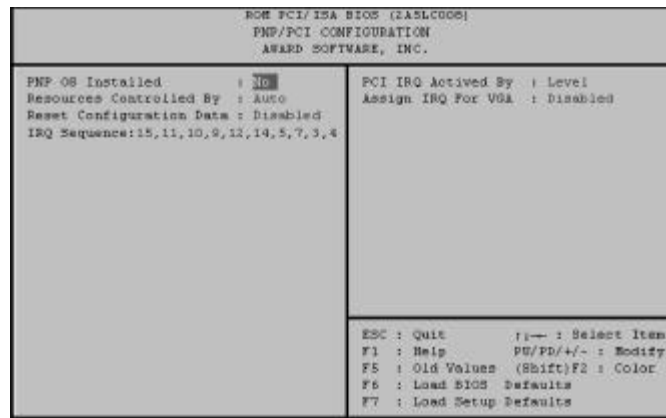 ROM PCI/ISA BIOS (2A5LC008)
PNP/PCI CONFIGURATION
AWARD SOFTWARE, INC.
PNP OS Installed : No
Resources Controlled By : Auto
Reset Configuration Data : Disabled
IRQ Sequence:15,11,10,9,12,14,5,7,3,4
PCI IRQ Actived By : Level
Assign IRQ For VGA : Disabled
ESC : Quit ↑↓→← : Select Item
F1 : Help PU/PD/+/- : Modify
F5 : Old Values (Shift)F2 : Color
F6 : Load BIOS Defaults
F7 : Load Setup Defaults